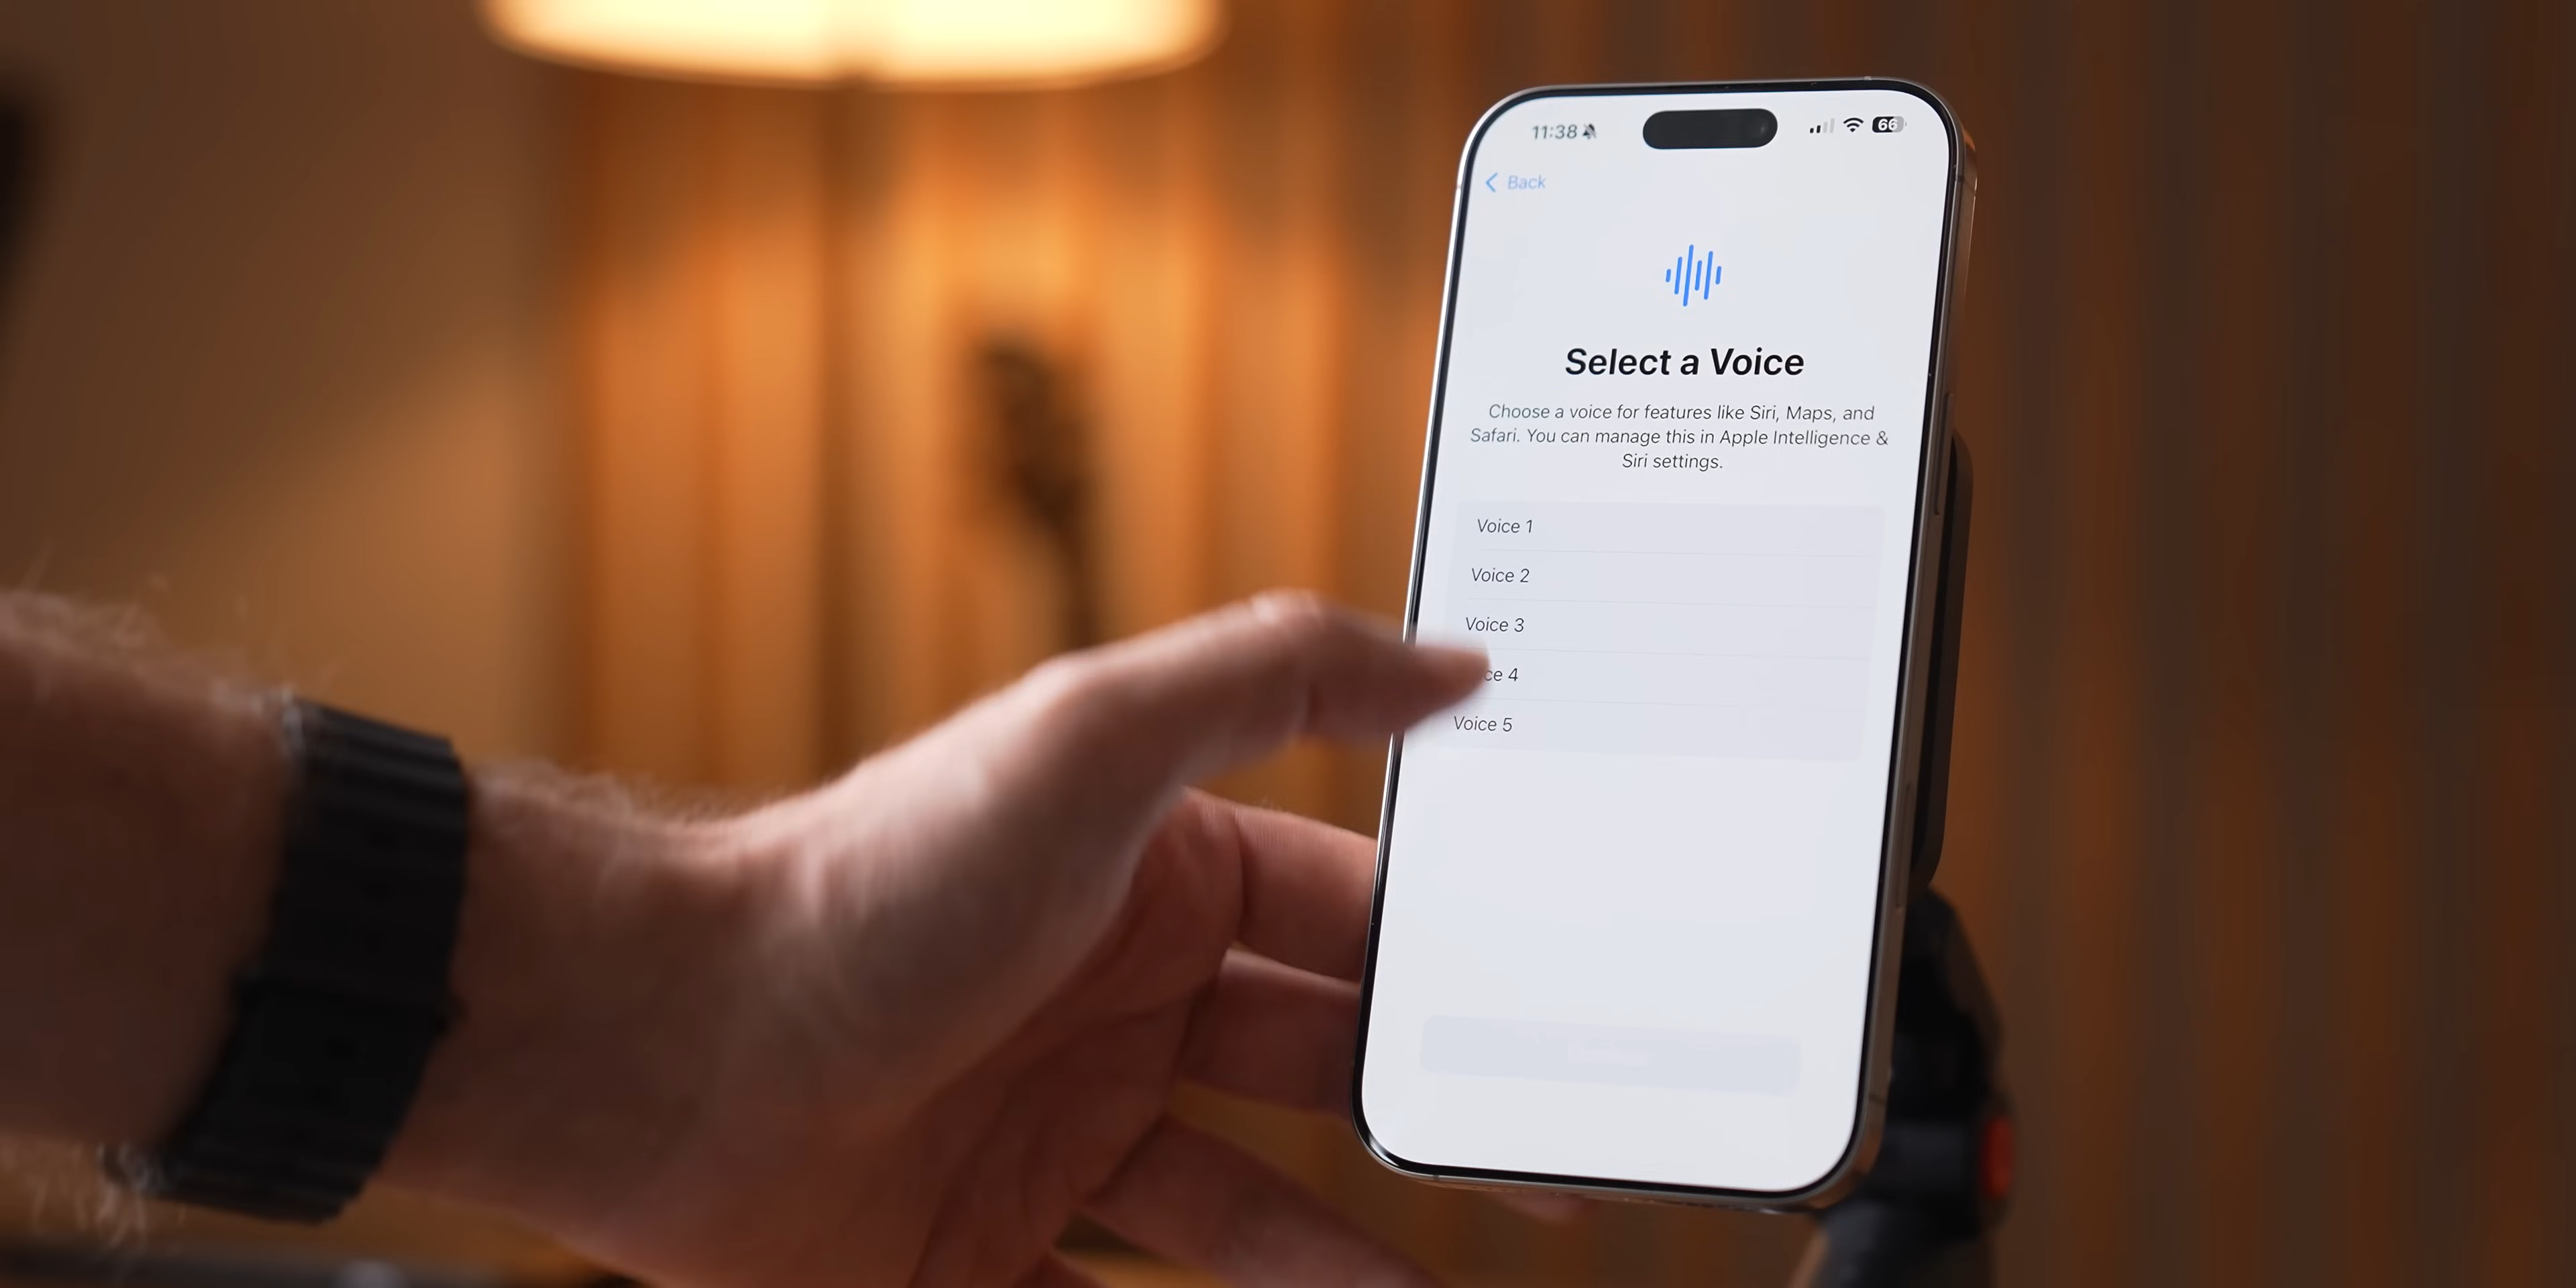 11:38
66
Back
Select a Voice
Choose a voice for features like Siri, Maps, and
Safari. You can manage this in Apple Intelligence &
Siri settings.
Voice 1
Voice 2
Voice 3
ce 4
Voice 5